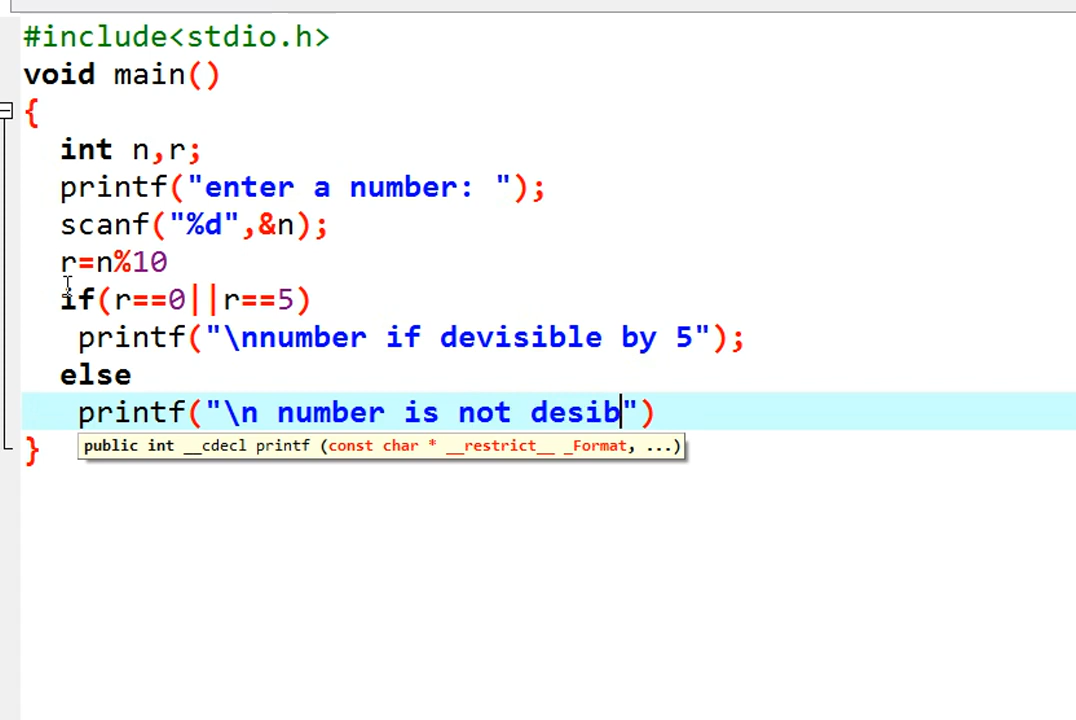 #include<stdio.h>
void main()
{
int n,r;
printf("enter a number: ");
scanf("%d",&n);
r=n%10
if(r==0||r==5)
printf("\nnumber if devisible by 5");
else
printf("\n number is not desib")
public int __cdecl printf (const char * __restrict__ _Format, ...)
}